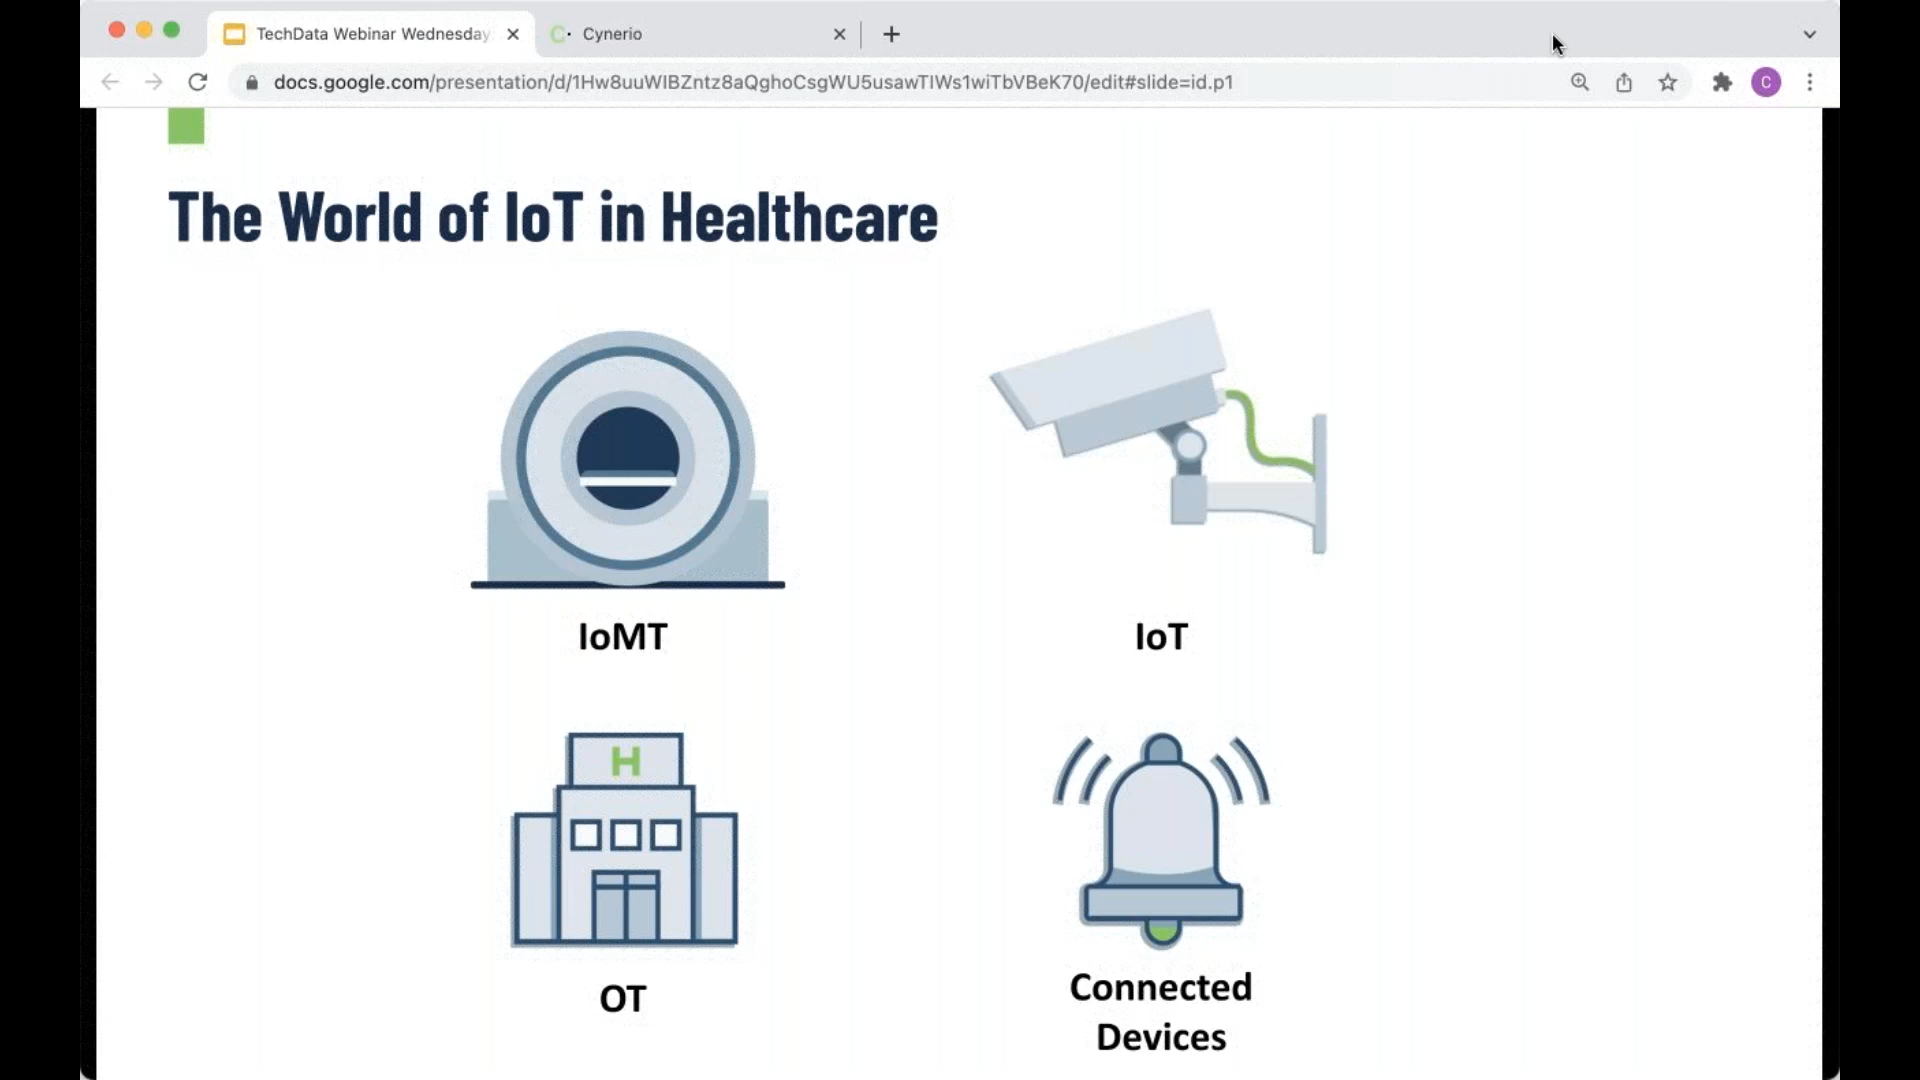 TechData Webinar Wednesday
Cynerio
docs.google.com/presentation/d/1Hw8uuWIBZntz8aQghoCsgWU5usawTIWs1wiTbVBeK70/edit#slide=id.p1
C
The World of IoT in Healthcare
IoMT
IoT
H
OT
Connected
Devices